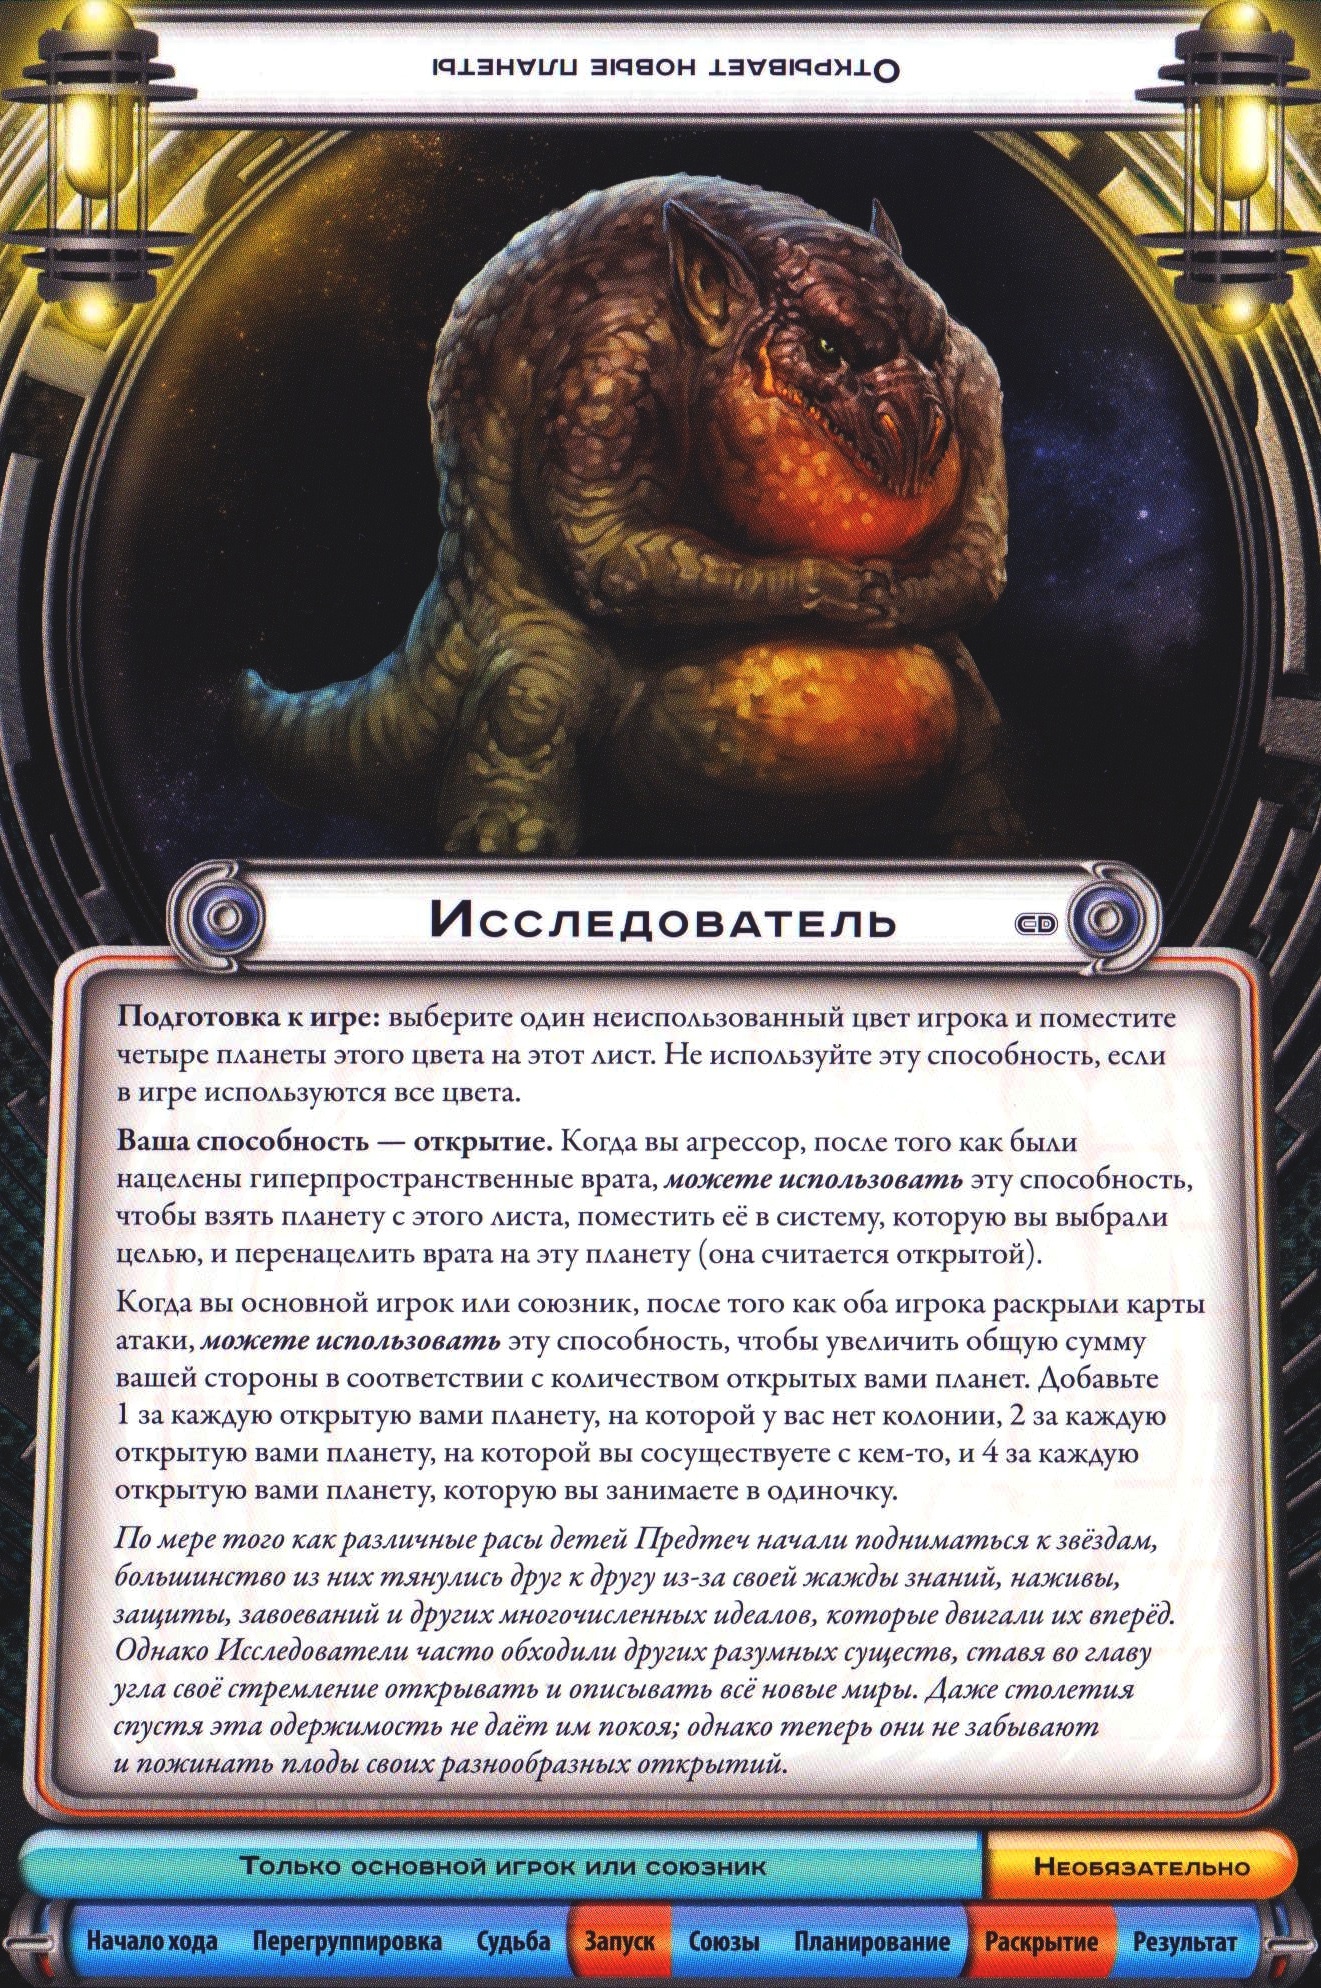 Открывает новые планеты
Исследователь
CD
Подготовка к игре: выберите один неиспользованный цвет игрока и поместите
четыре планеты этого цвета на этот лист. Не используйте эту способность, если
в игре используются все цвета.
Ваша способность — открытие. Когда вы агрессор, после того как были
нацелены гиперпространственные врата, можете использовать эту способность,
чтобы взять планету с этого листа, поместить её в систему, которую вы выбрали
целью, и перенацелить врата на эту планету (она считается открытой).
Когда вы основной игрок или союзник, после того как оба игрока раскрыли карты
атаки, можете использовать эту способность, чтобы увеличить общую сумму
вашей стороны в соответствии с количеством открытых вами планет. Добавьте
1 за каждую открытую вами планету, на которой у вас нет колонии, 2 за каждую
открытую вами планету, на которой вы сосуществуете с кем-то, и 4 за каждую
открытую вами планету, которую вы занимаете в одиночку.
По мере того как различные расы детей Предтеч начали подниматься к звёздам,
большинство из них тянулись друг к другу из-за своей жажды знаний, наживы,
защиты, завоеваний и других многочисленных идеалов, которые двигали их вперёд.
Однако Исследователи часто обходили других разумных существ, ставя во главу
угла своё стремление открывать и описывать всё новые миры. Даже столетия
спустя эта одержимость не даёт им покоя; однако теперь они не забывают
и пожинать плоды своих разнообразных открытий.
Только основной игрок или союзник Необязательно
Начало хода Перегруппировка Судьба Запуск Союзы Планирование Раскрытие Результат